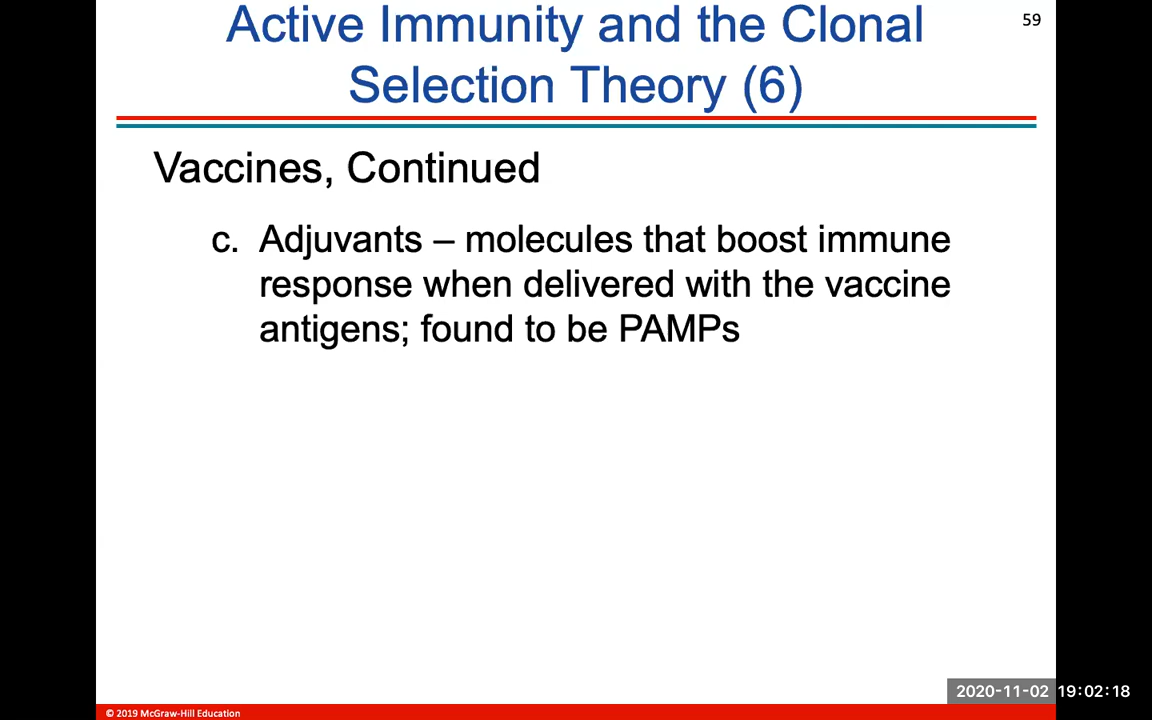 Active Immunity and the Clonal
Selection Theory (6)
59
Vaccines, Continued
c. Adjuvants – molecules that boost immune
response when delivered with the vaccine
antigens; found to be PAMPs
2020-11-02 19:02:18
© 2019 McGraw-Hill Education